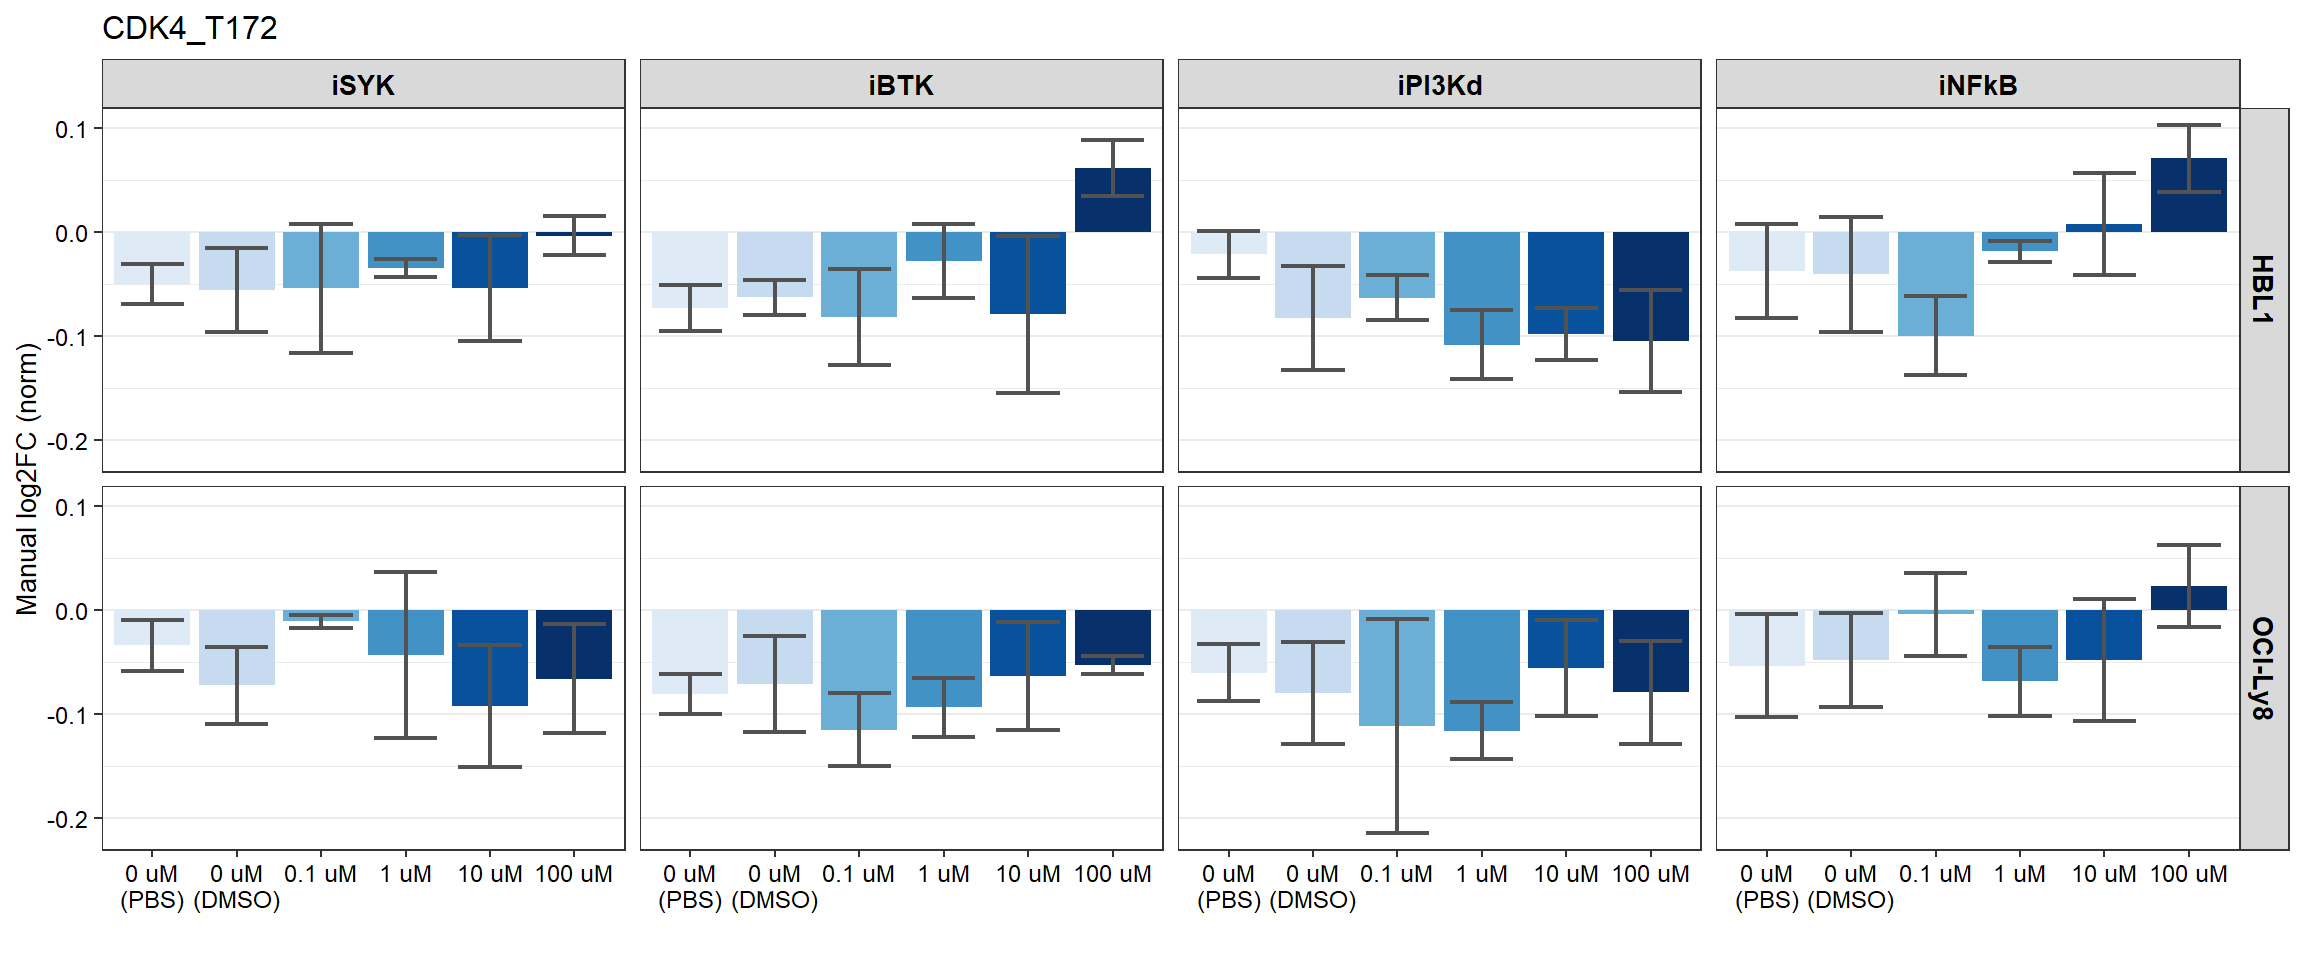 CDK4_T172
iSYK
iBTK
iPI3Kd
iNFkB
0.1
0.0
-0.1
-0.2
HBL1
0.1
0.0
-0.1
-0.2
OCI-Ly8
Manual log2FC (norm)
0 uM 0 uM 0.1 uM 1 uM 10 uM 100 uM
(PBS) (DMSO)
0 uM 0 uM 0.1 uM 1 uM 10 uM 100 uM
(PBS) (DMSO)
0 uM 0 uM 0.1 uM 1 uM 10 uM 100 uM
(PBS) (DMSO)
0 uM 0 uM 0.1 uM 1 uM 10 uM 100 uM
(PBS) (DMSO)